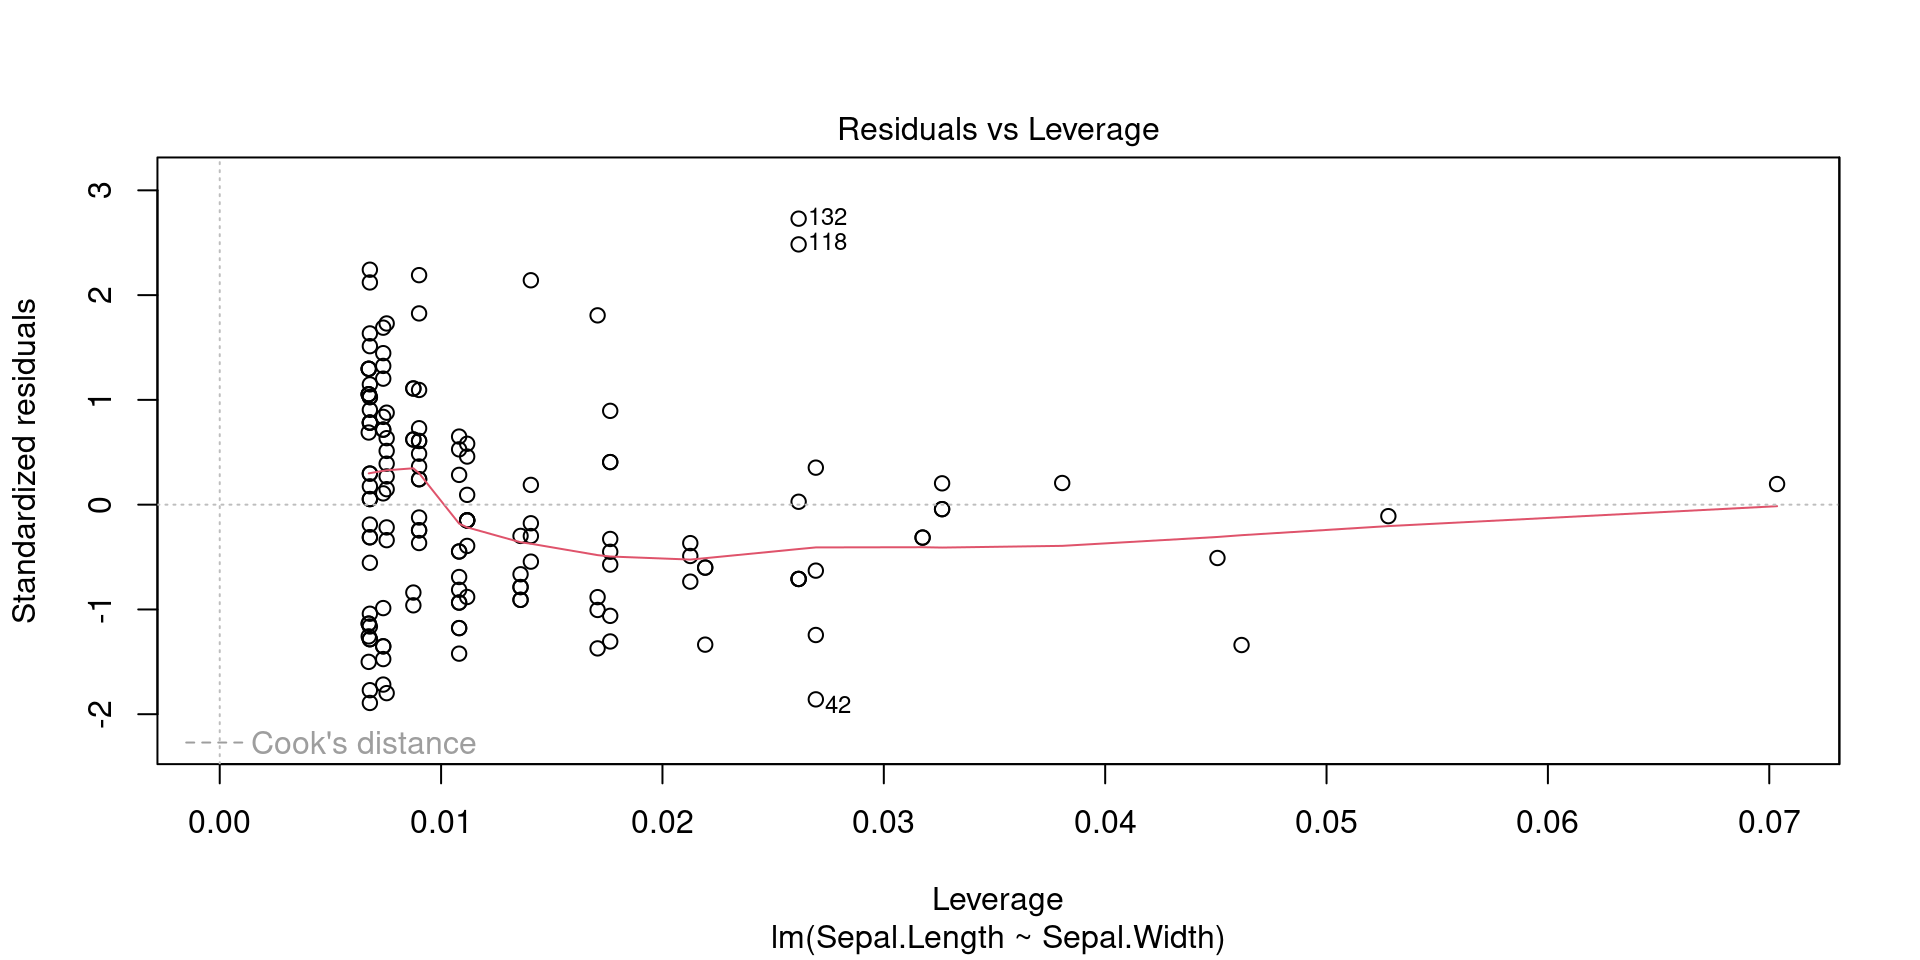 Residuals vs Leverage
Standardized residuals
3
2
1
0
-1
-2
132
118
42
Cook's distance
0.00 0.01 0.02 0.03 0.04 0.05 0.06 0.07
Leverage
lm(Sepal.Length ~ Sepal.Width)